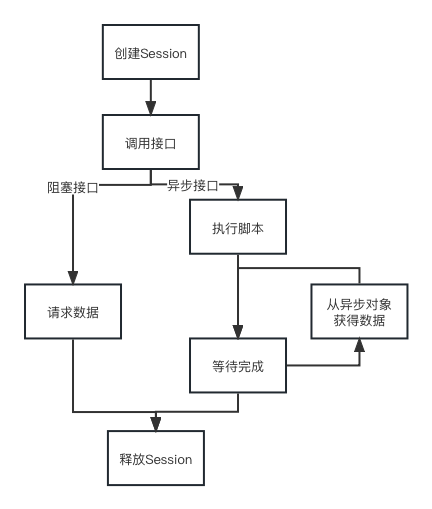 创建Session
调用接口
阻塞接口
异步接口
执行脚本
请求数据
从异步对象
获得数据
等待完成
释放Session